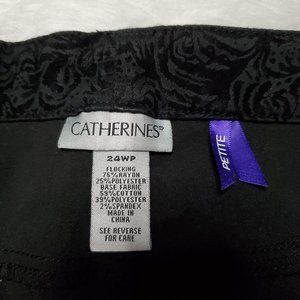 CATHERINES®
24WP
FLOCKING
75%RAYON
25%POLYESTER
BASE FABRIC
59%COTTON
39%POLYESTER
2%SPANDEX
MADE IN
CHINA
SEE REVERSE
FOR CARE
PETITE